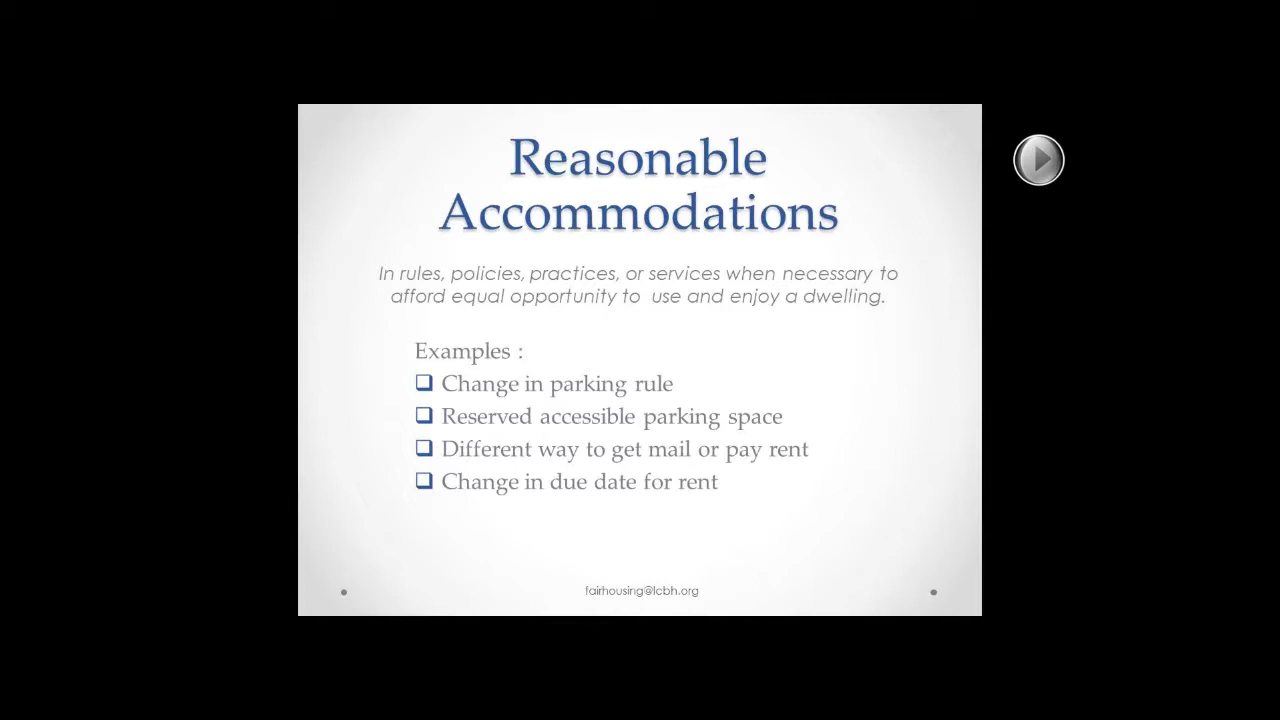 Reasonable
Accommodations
In rules, policies, practices, or services when necessary to
afford equal opportunity to use and enjoy a dwelling.
Examples :
❑ Change in parking rule
❑ Reserved accessible parking space
❑ Different way to get mail or pay rent
❑ Change in due date for rent
fairhousing@lcbh.org